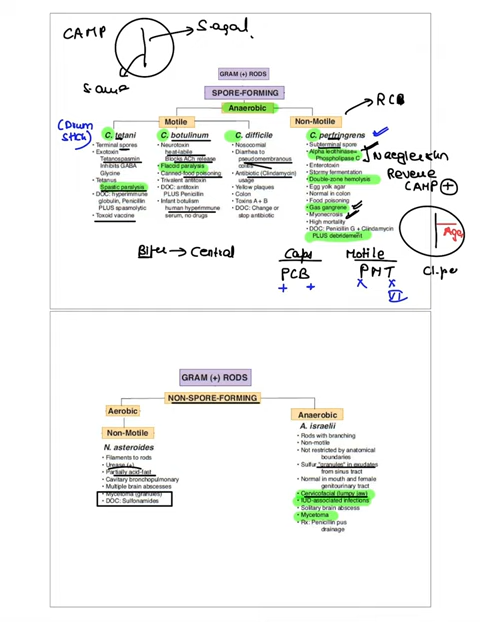 CAMP
S.agal.
GRAM (+) RODS
SPORE-FORMING
Anaerobic
Motile
Non-Motile
RCB
(Drum
Stick)
C. tetani
• Terminal spores
• Exotoxin
Tetanospasmin
Inhibits GABA
Glycine
• Tetanus
• Spastic paralysis
• DOC: hyperimmune
globulin, Penicillin
PLUS spasmolytic
• Toxoid vaccine
C. botulinum
• Neurotoxin
heat-labile
Blocks ACh release
• Flaccid paralysis
• Canned food poisoning
• Trivalent antitoxin
• DOC: antitoxin
PLUS Penicillin
• Infant botulism
human hyperimmune
serum, no drugs
C. difficile
• Nosocomial
• Diarrhea to
pseudomembranous
colitis
• Antibiotic (Clindamycin)
usage
• Yellow plaques
• Colon
• Toxins A + B
• DOC: Change or
stop antibiotic
C. perfringens
• Subterminal spore
• Alpha lecithinase=
Phospholipase C
• Enterotoxin
• Stormy fermentation
• Double-zone hemolysis
• Egg yolk agar
• Normal in colon
• Food poisoning
• Gas gangrene
• Myonecrosis
• High mortality
• DOC: Penicillin G + Clindamycin
PLUS debridement
Reverse
CAMP +
Cl.per
→ Central
Caps
PCB
+ +
Motile
PMT
x x
VI
GRAM (+) RODS
NON-SPORE-FORMING
Aerobic
Non-Motile
N. asteroides
• Filaments to rods
• Urease (+)
• Partially acid-fast
• Cavitary bronchopulmonary
• Multiple brain abscesses
• Mycetoma (granules)
• DOC: Sulfonamides
Anaerobic
A. israelii
• Rods with branching
• Non-motile
• Not restricted by anatomical
boundaries
• Sulfur "granules" in exudates
from sinus tract
• Normal in mouth and female
genitourinary tract
• Cervicofacial (lumpy jaw)
• IUD-associated infections
• Solitary brain abscess
• Mycetoma
• Rx: Penicillin pus
drainage